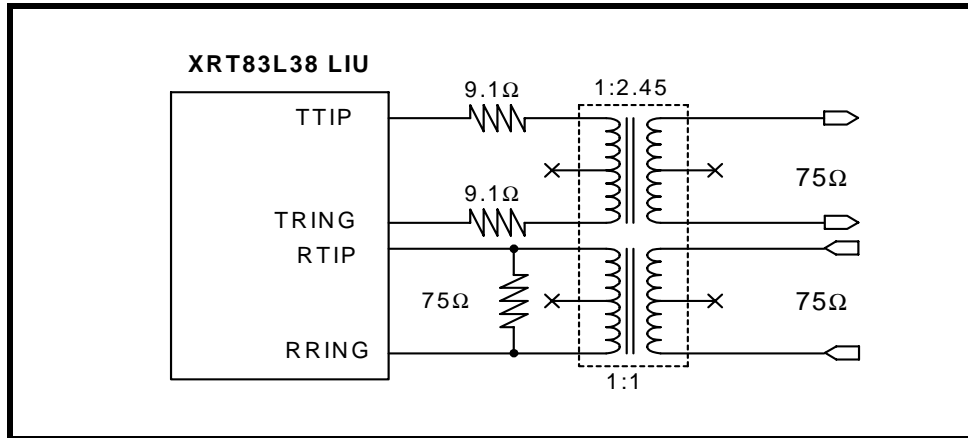 XRT83L38 LIU
9.1Ω
1:2.45
TTIP
75Ω
9.1Ω
TRING
RTIP
75Ω
75Ω
RRING
1:1